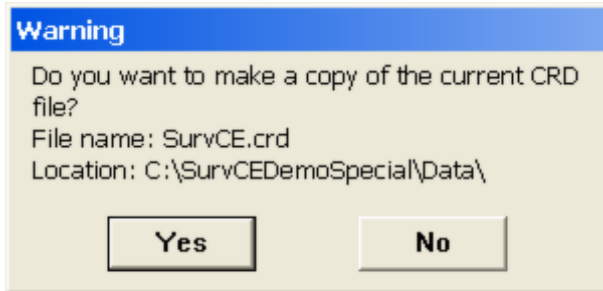 Warning
Do you want to make a copy of the current CRD
file?
File name: SurvCE.crd
Location: C:\SurvCEDemoSpecial\Data\
Yes No